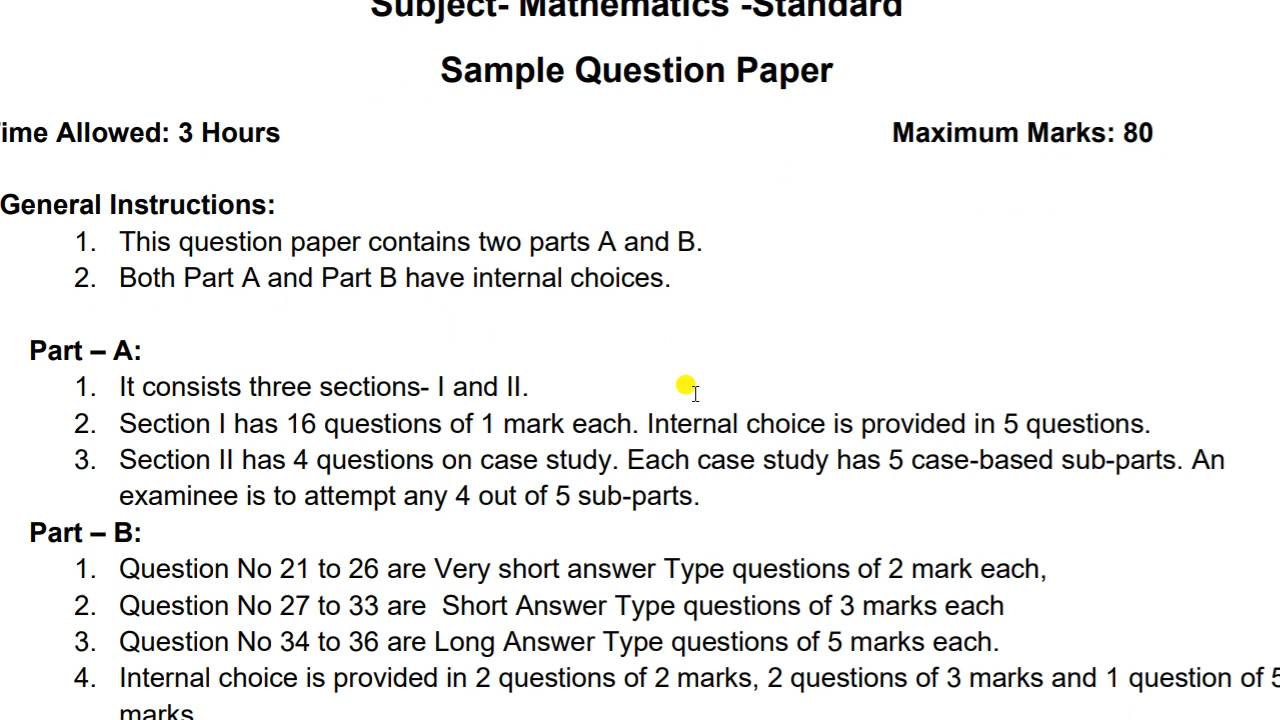 Subject- Mathematics -Standard
Sample Question Paper
Time Allowed: 3 Hours Maximum Marks: 80
General Instructions:
1. This question paper contains two parts A and B.
2. Both Part A and Part B have internal choices.
Part – A:
1. It consists three sections- I and II.
2. Section I has 16 questions of 1 mark each. Internal choice is provided in 5 questions.
3. Section II has 4 questions on case study. Each case study has 5 case-based sub-parts. An
examinee is to attempt any 4 out of 5 sub-parts.
Part – B:
1. Question No 21 to 26 are Very short answer Type questions of 2 mark each,
2. Question No 27 to 33 are Short Answer Type questions of 3 marks each
3. Question No 34 to 36 are Long Answer Type questions of 5 marks each.
4. Internal choice is provided in 2 questions of 2 marks, 2 questions of 3 marks and 1 question of 5
marks